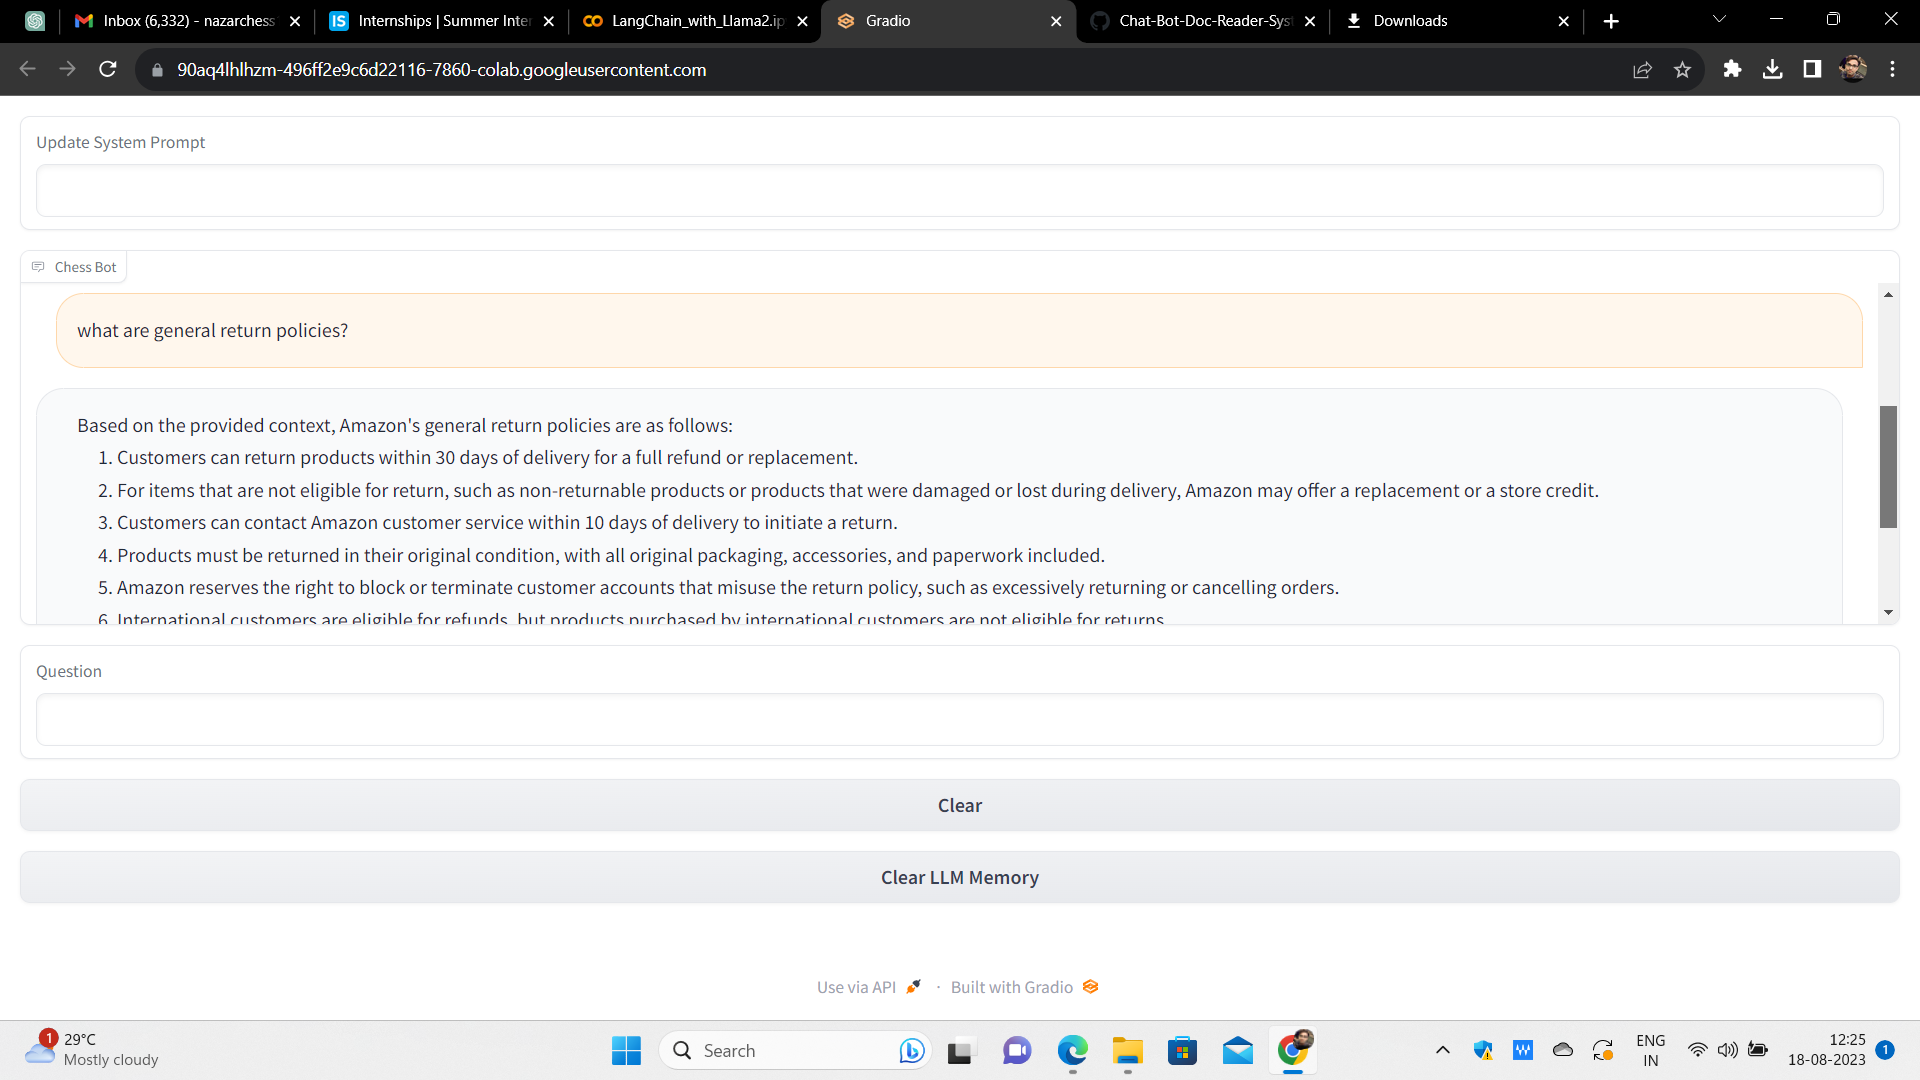 Inbox (6,332) - nazarchess
Internships | Summer Inter
LangChain_with_Llama2.ip
Gradio
Chat-Bot-Doc-Reader-Syst
Downloads
90aq4lhlhzm-496ff2e9c6d22116-7860-colab.googleusercontent.com
Update System Prompt
Chess Bot
what are general return policies?
Based on the provided context, Amazon's general return policies are as follows:
1. Customers can return products within 30 days of delivery for a full refund or replacement.
2. For items that are not eligible for return, such as non-returnable products or products that were damaged or lost during delivery, Amazon may offer a replacement or a store credit.
3. Customers can contact Amazon customer service within 10 days of delivery to initiate a return.
4. Products must be returned in their original condition, with all original packaging, accessories, and paperwork included.
5. Amazon reserves the right to block or terminate customer accounts that misuse the return policy, such as excessively returning or cancelling orders.
6. International customers are eligible for refunds, but products purchased by international customers are not eligible for returns.
Question
Clear
Clear LLM Memory
Use via API · Built with Gradio
1
29°C
Mostly cloudy
Search
ENG
IN
12:25
18-08-2023
1